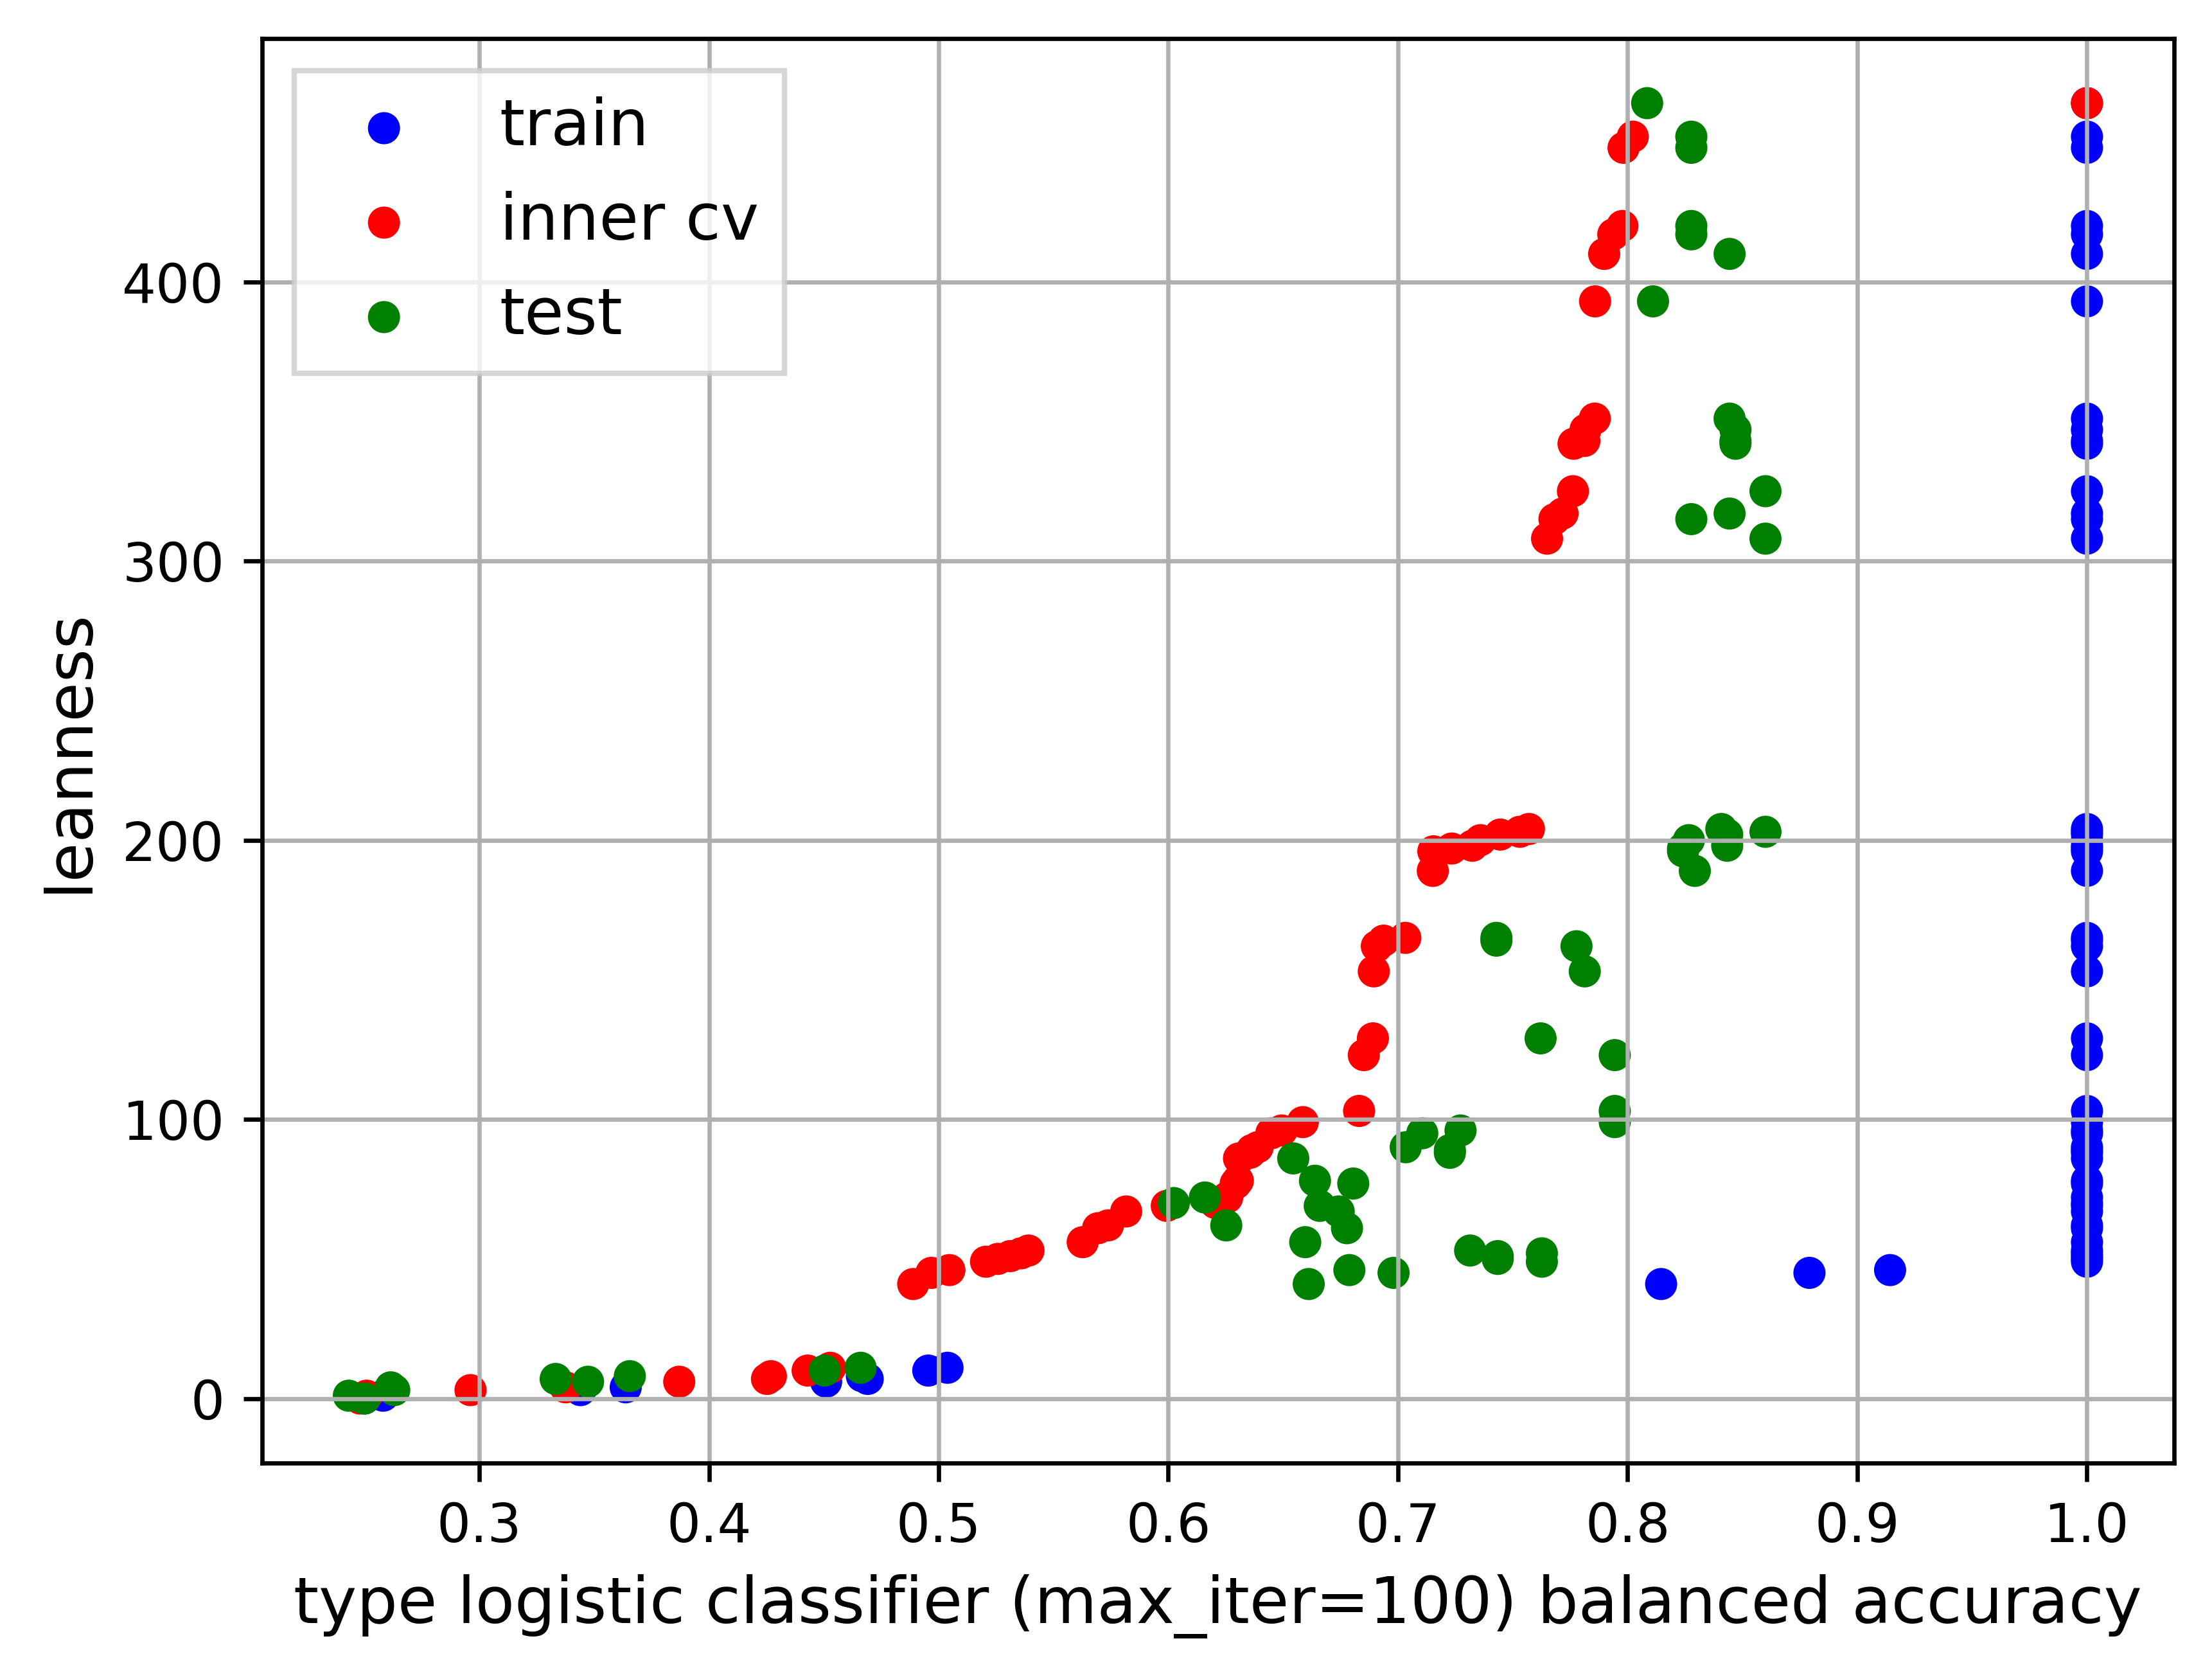 train
inner cv
test
leanness
400
300
200
100
0
0.3 0.4 0.5 0.6 0.7 0.8 0.9 1.0
type logistic classifier (max_iter=100) balanced accuracy